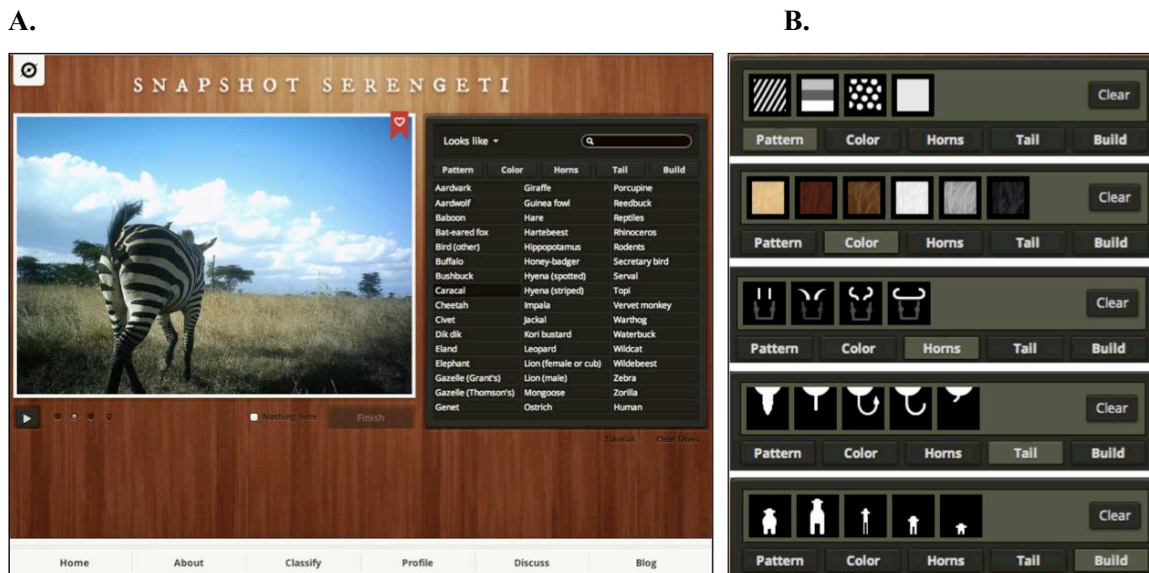 A.
B.
SNAPSHOT SERENGETI
Looks like
Pattern Color Horns Tail Build
Aardvark Giraffe Porcupine
Aardwolf Guinea fowl Reedbuck
Baboon Hare Reptiles
Bat-eared fox Hartebeest Rhinoceros
Bird (other) Hippopotamus Rodents
Buffalo Honey-badger Secretary bird
Bushbuck Hyena (spotted) Serval
Caracal Hyena (striped) Topi
Cheetah Impala Vervet monkey
Civet Jackal Warthog
Dik dik Kori bustard Waterbuck
Eland Leopard Wildcat
Elephant Lion (female or cub) Wildebeest
Gazelle (Grant's) Lion (male) Zebra
Gazelle (Thomson's) Mongoose Zorilla
Genet Ostrich Human
Nothing here Finish
Tutorial Clear filters
Home About Classify Profile Discuss Blog
Clear
Pattern Color Horns Tail Build
Clear
Pattern Color Horns Tail Build
Clear
Pattern Color Horns Tail Build
Clear
Pattern Color Horns Tail Build
Clear
Pattern Color Horns Tail Build